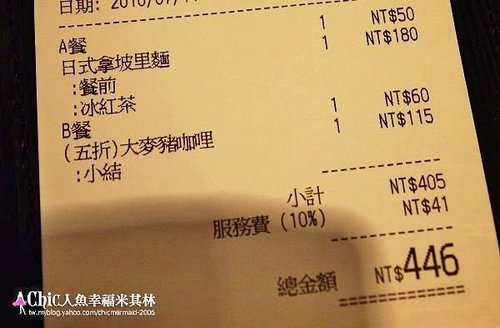 日期: 2010/07/1
A餐 1 NT$50
日式拿坡里麵 1 NT$180
:餐前
:冰紅茶
B餐 1 NT$60
(五折)大麥豬咖哩 1 NT$115
:小結
小計 NT$405
服務費 (10%) NT$41
總金額 NT$446
Chic人魚幸福米其林
tw.myblog.yahoo.com/chicmermaid-2006